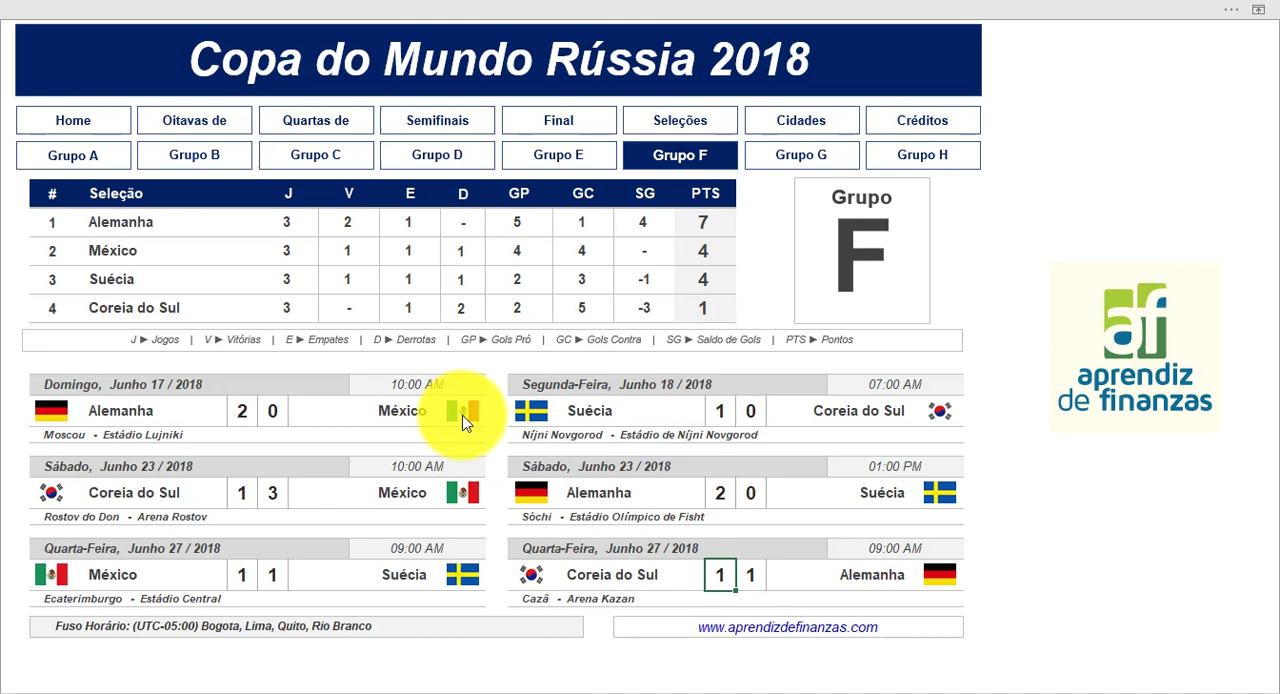 Copa do Mundo Rússia 2018
Home Oitavas de Quartas de Semifinais Final Seleções Cidades Créditos
Grupo A Grupo B Grupo C Grupo D Grupo E Grupo F Grupo G Grupo H
# Seleção J V E D GP GC SG PTS
1 Alemanha 3 2 1 - 5 1 4 7
2 México 3 1 1 1 4 4 - 4
3 Suécia 3 1 1 1 2 3 -1 4
4 Coreia do Sul 3 - 1 2 2 5 -3 1
Grupo
F
J ► Jogos | V ► Vitórias | E ► Empates | D ► Derrotas | GP ► Gols Pró | GC ► Gols Contra | SG ► Saldo de Gols | PTS ► Pontos
Domingo, Junho 17 / 2018 10:00 AM
Alemanha 2 0 México
Moscou - Estádio Lujniki
Segunda-Feira, Junho 18 / 2018 07:00 AM
Suécia 1 0 Coreia do Sul
Níjni Novgorod - Estádio de Níjni Novgorod
Sábado, Junho 23 / 2018 10:00 AM
Coreia do Sul 1 3 México
Rostov do Don - Arena Rostov
Sábado, Junho 23 / 2018 01:00 PM
Alemanha 2 0 Suécia
Sóchi - Estádio Olímpico de Fisht
Quarta-Feira, Junho 27 / 2018 09:00 AM
México 1 1 Suécia
Ecaterimburgo - Estádio Central
Quarta-Feira, Junho 27 / 2018 09:00 AM
Coreia do Sul 1 1 Alemanha
Cazã - Arena Kazan
Fuso Horário: (UTC-05:00) Bogota, Lima, Quito, Rio Branco
www.aprendizdefinanzas.com
af
aprendiz
de finanzas